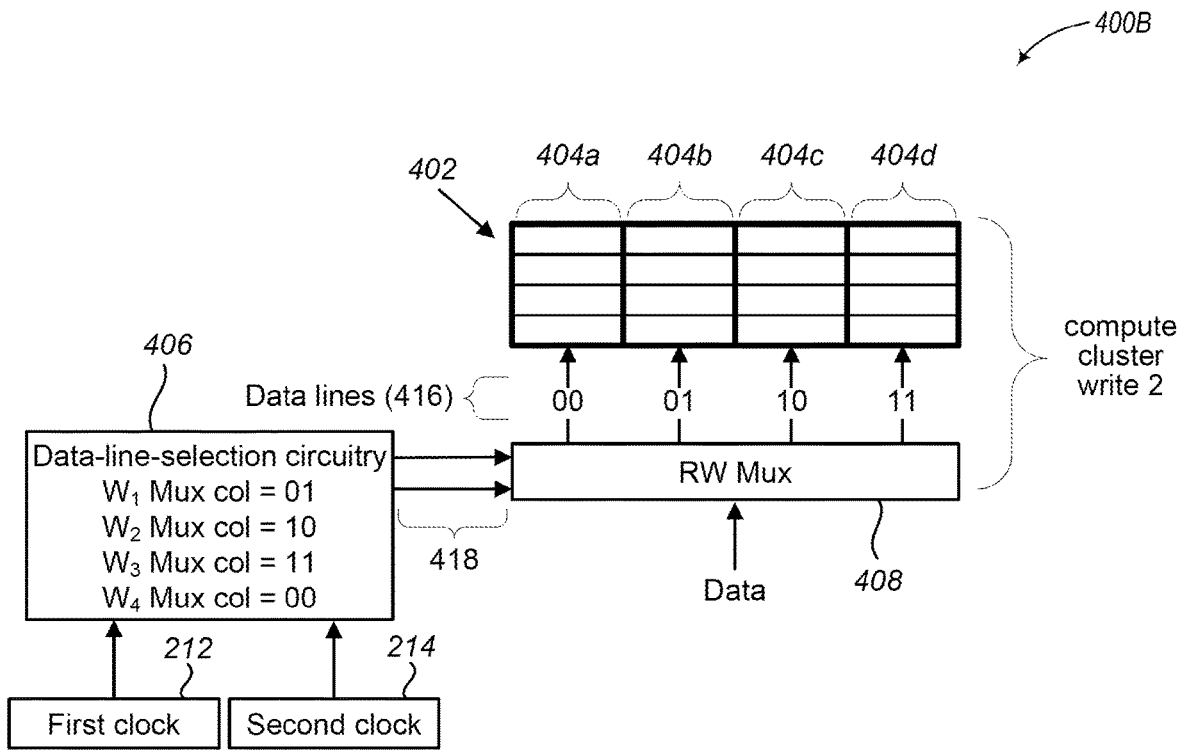 400B
404a 404b 404c 404d
402
compute
cluster
write 2
406
Data lines (416)
00 01 10 11
Data-line-selection circuitry
W₁ Mux col = 01
W₂ Mux col = 10
W₃ Mux col = 11
W₄ Mux col = 00
RW Mux
418
Data
408
212
214
First clock
Second clock